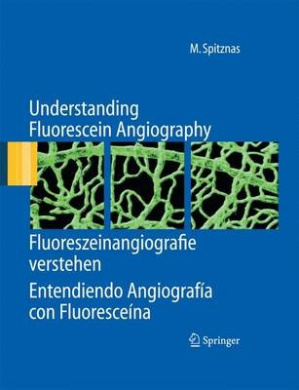 M. Spitznas
Understanding
Fluorescein Angiography
Fluoreszeinangiografie
verstehen
Entendiendo Angiografía
con Fluoresceína
Springer